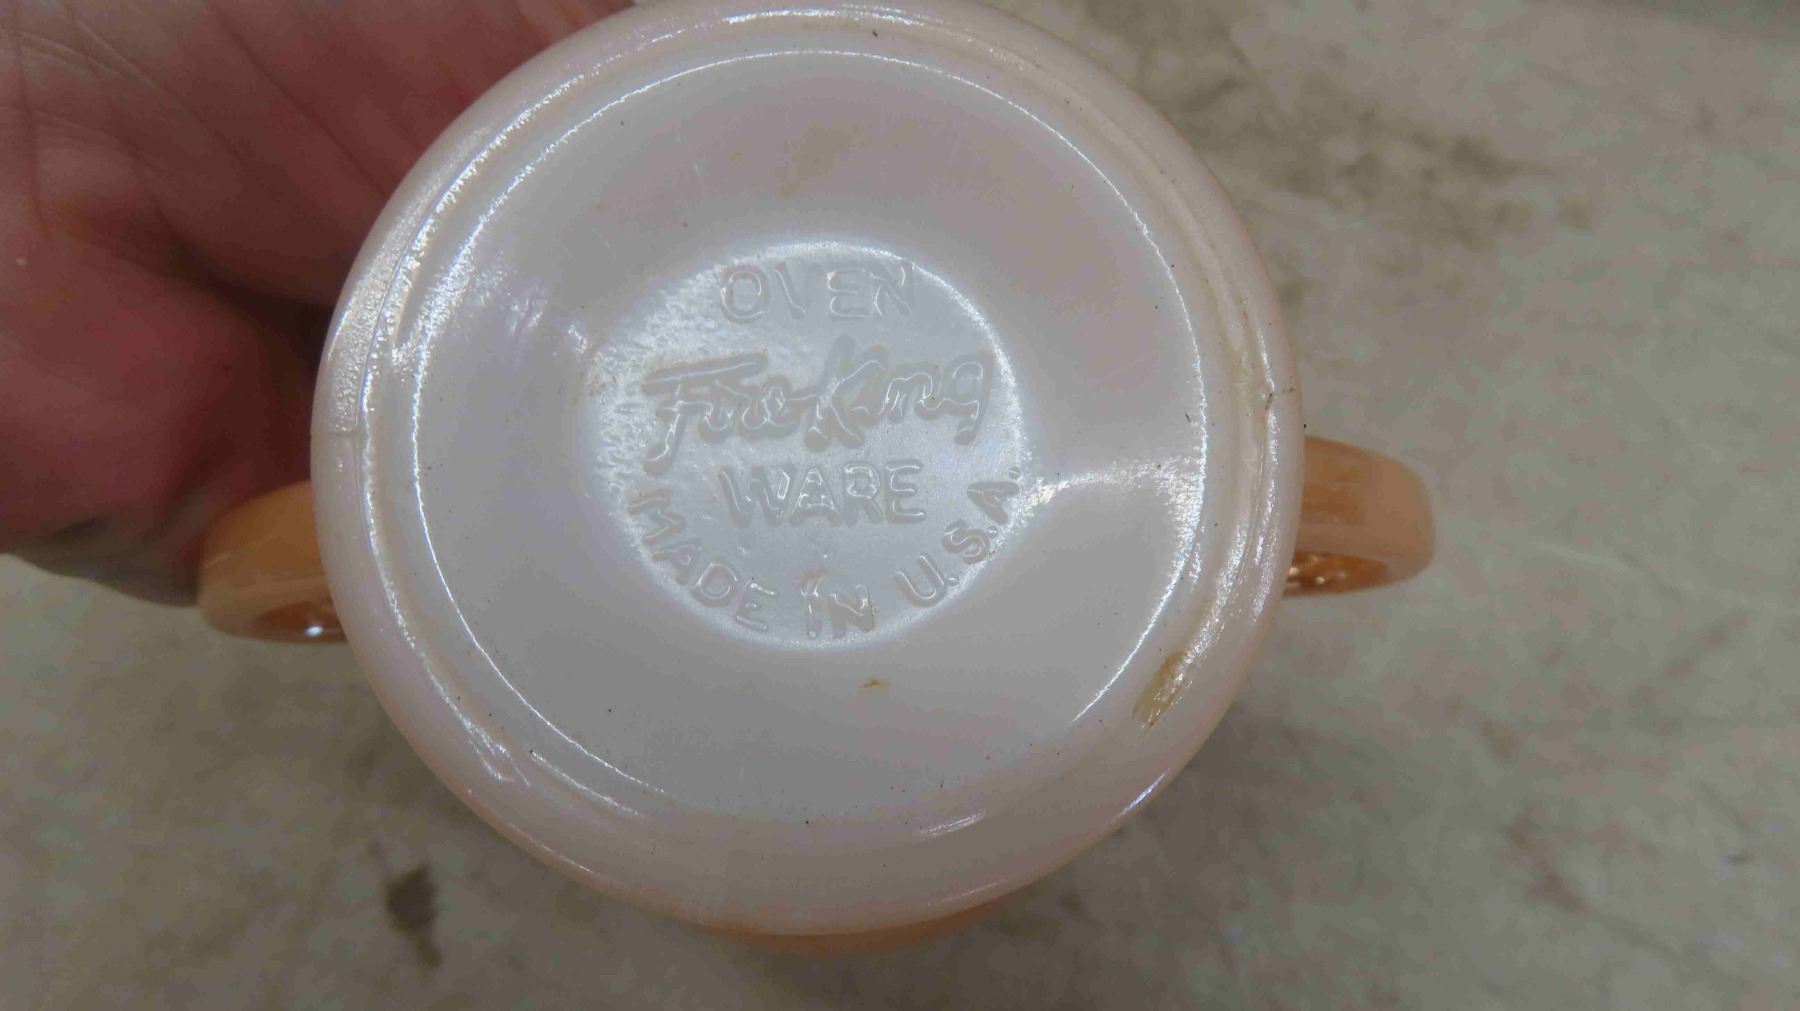 OVEN
Fire-King
WARE
MADE IN U.S.A.